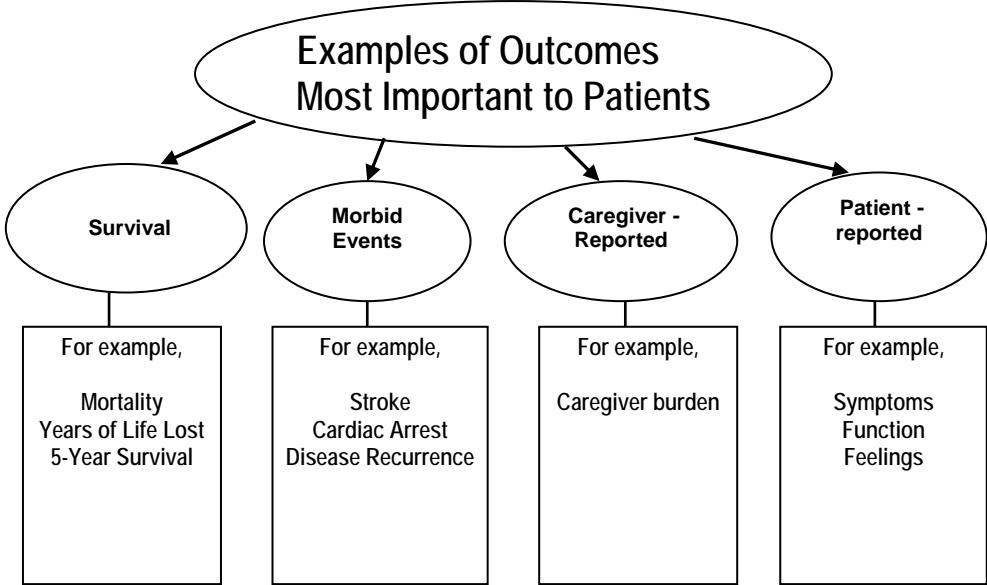 Examples of Outcomes
Most Important to Patients
Survival
Morbid
Events
Caregiver -
Reported
Patient -
reported
For example,
Mortality
Years of Life Lost
5-Year Survival
For example,
Stroke
Cardiac Arrest
Disease Recurrence
For example,
Caregiver burden
For example,
Symptoms
Function
Feelings